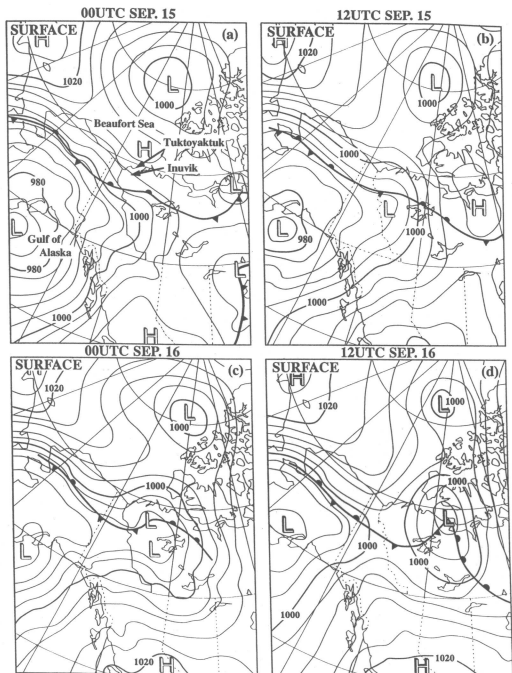 00UTC SEP. 15
SURFACE
(a)
H
1020
L
1000
Beaufort Sea
H
Tuktoyaktuk
Inuvik
L
980
1000
L
Gulf of
Alaska
980
L
1000
H
12UTC SEP. 15
SURFACE
(b)
H
1020
L
1000
L
H
1000
L
980
1000
00UTC SEP. 16
SURFACE
(c)
1020
L
1000
1000
L
L
L
1020
H
12UTC SEP. 16
SURFACE
(d)
H
1020
L
1000
1000
L
L
1000
1000
1000
1020
H